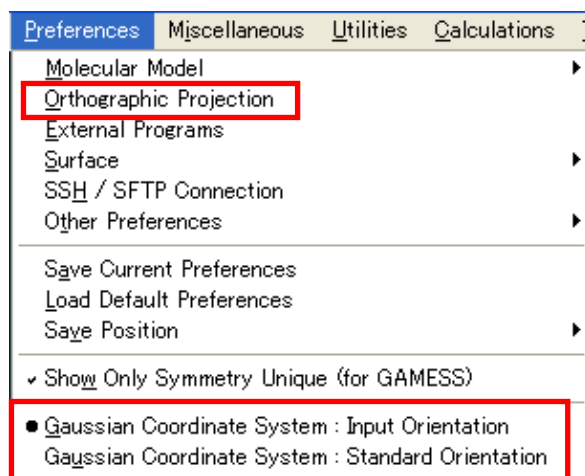 Preferences Miscellaneous Utilities Calculations
Molecular Model
Orthographic Projection
External Programs
Surface
SSH / SFTP Connection
Other Preferences
Save Current Preferences
Load Default Preferences
Save Position
Show Only Symmetry Unique (for GAMESS)
Gaussian Coordinate System : Input Orientation
Gaussian Coordinate System : Standard Orientation